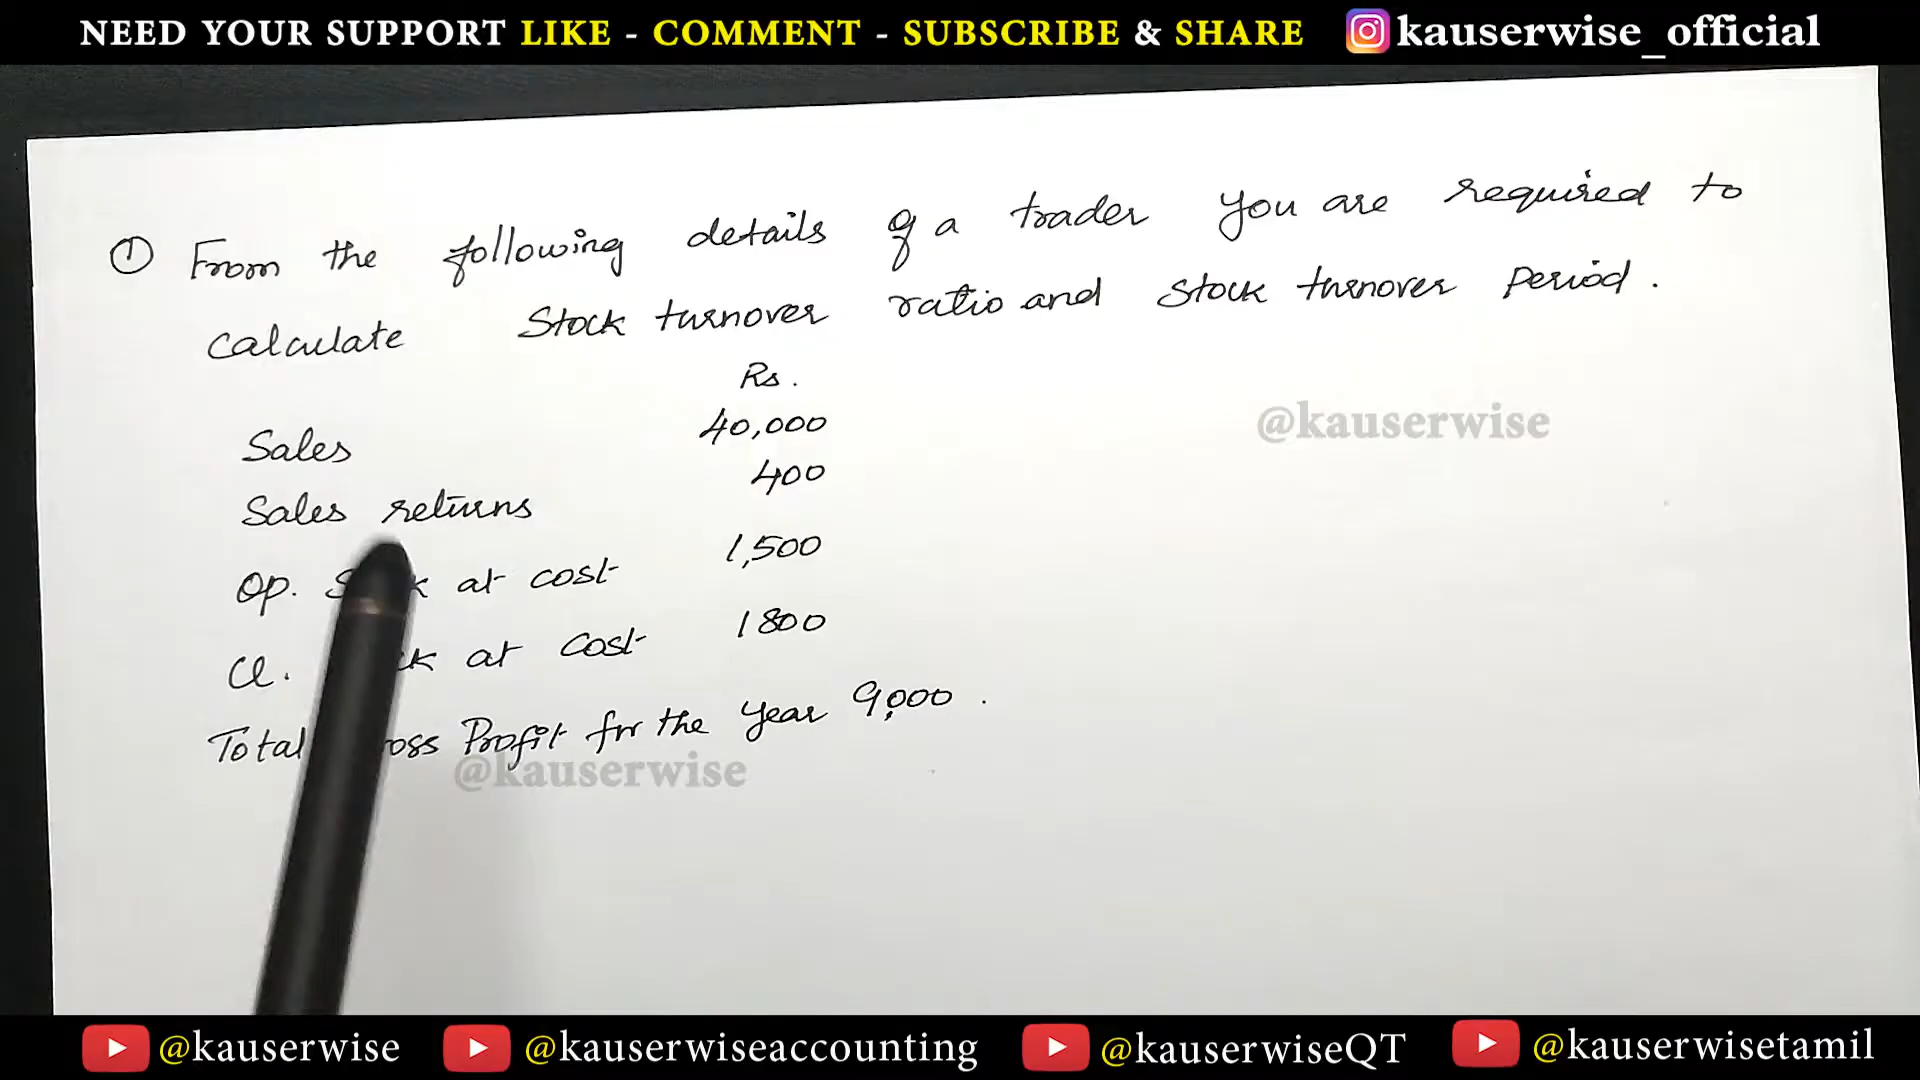 NEED YOUR SUPPORT LIKE - COMMENT - SUBSCRIBE & SHARE kauserwise_official
① From the following details of a trader you are required to
calculate Stock turnover ratio and Stock turnover Period.
Rs.
Sales 40,000
@kauserwise
Sales returns 400
Op. at cost 1,500
Cl. at cost 1800
Total Profit for the year 9,000.
@kauserwise
@kauserwise @kauserwiseaccounting @kauserwiseQT @kauserwisetamil